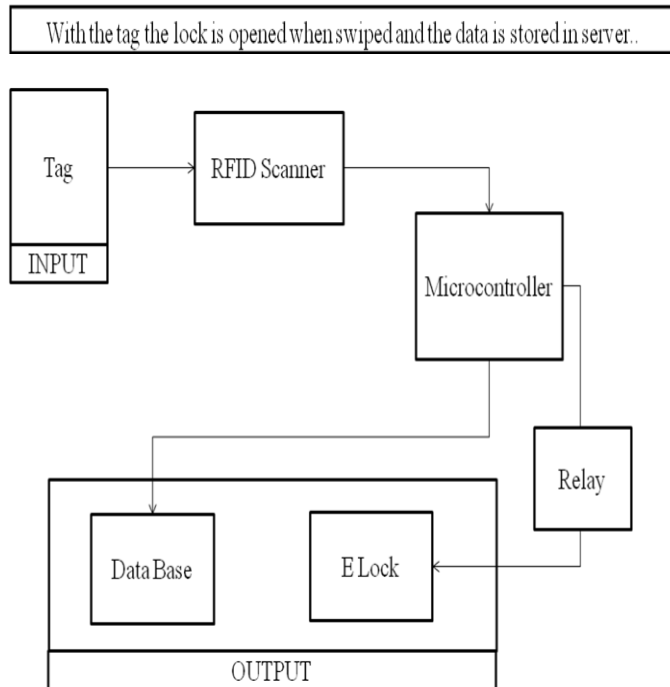 With the tag the lock is opened when swiped and the data is stored in server..
Tag
RFID Scanner
INPUT
Microcontroller
Relay
Data Base
E Lock
OUTPUT